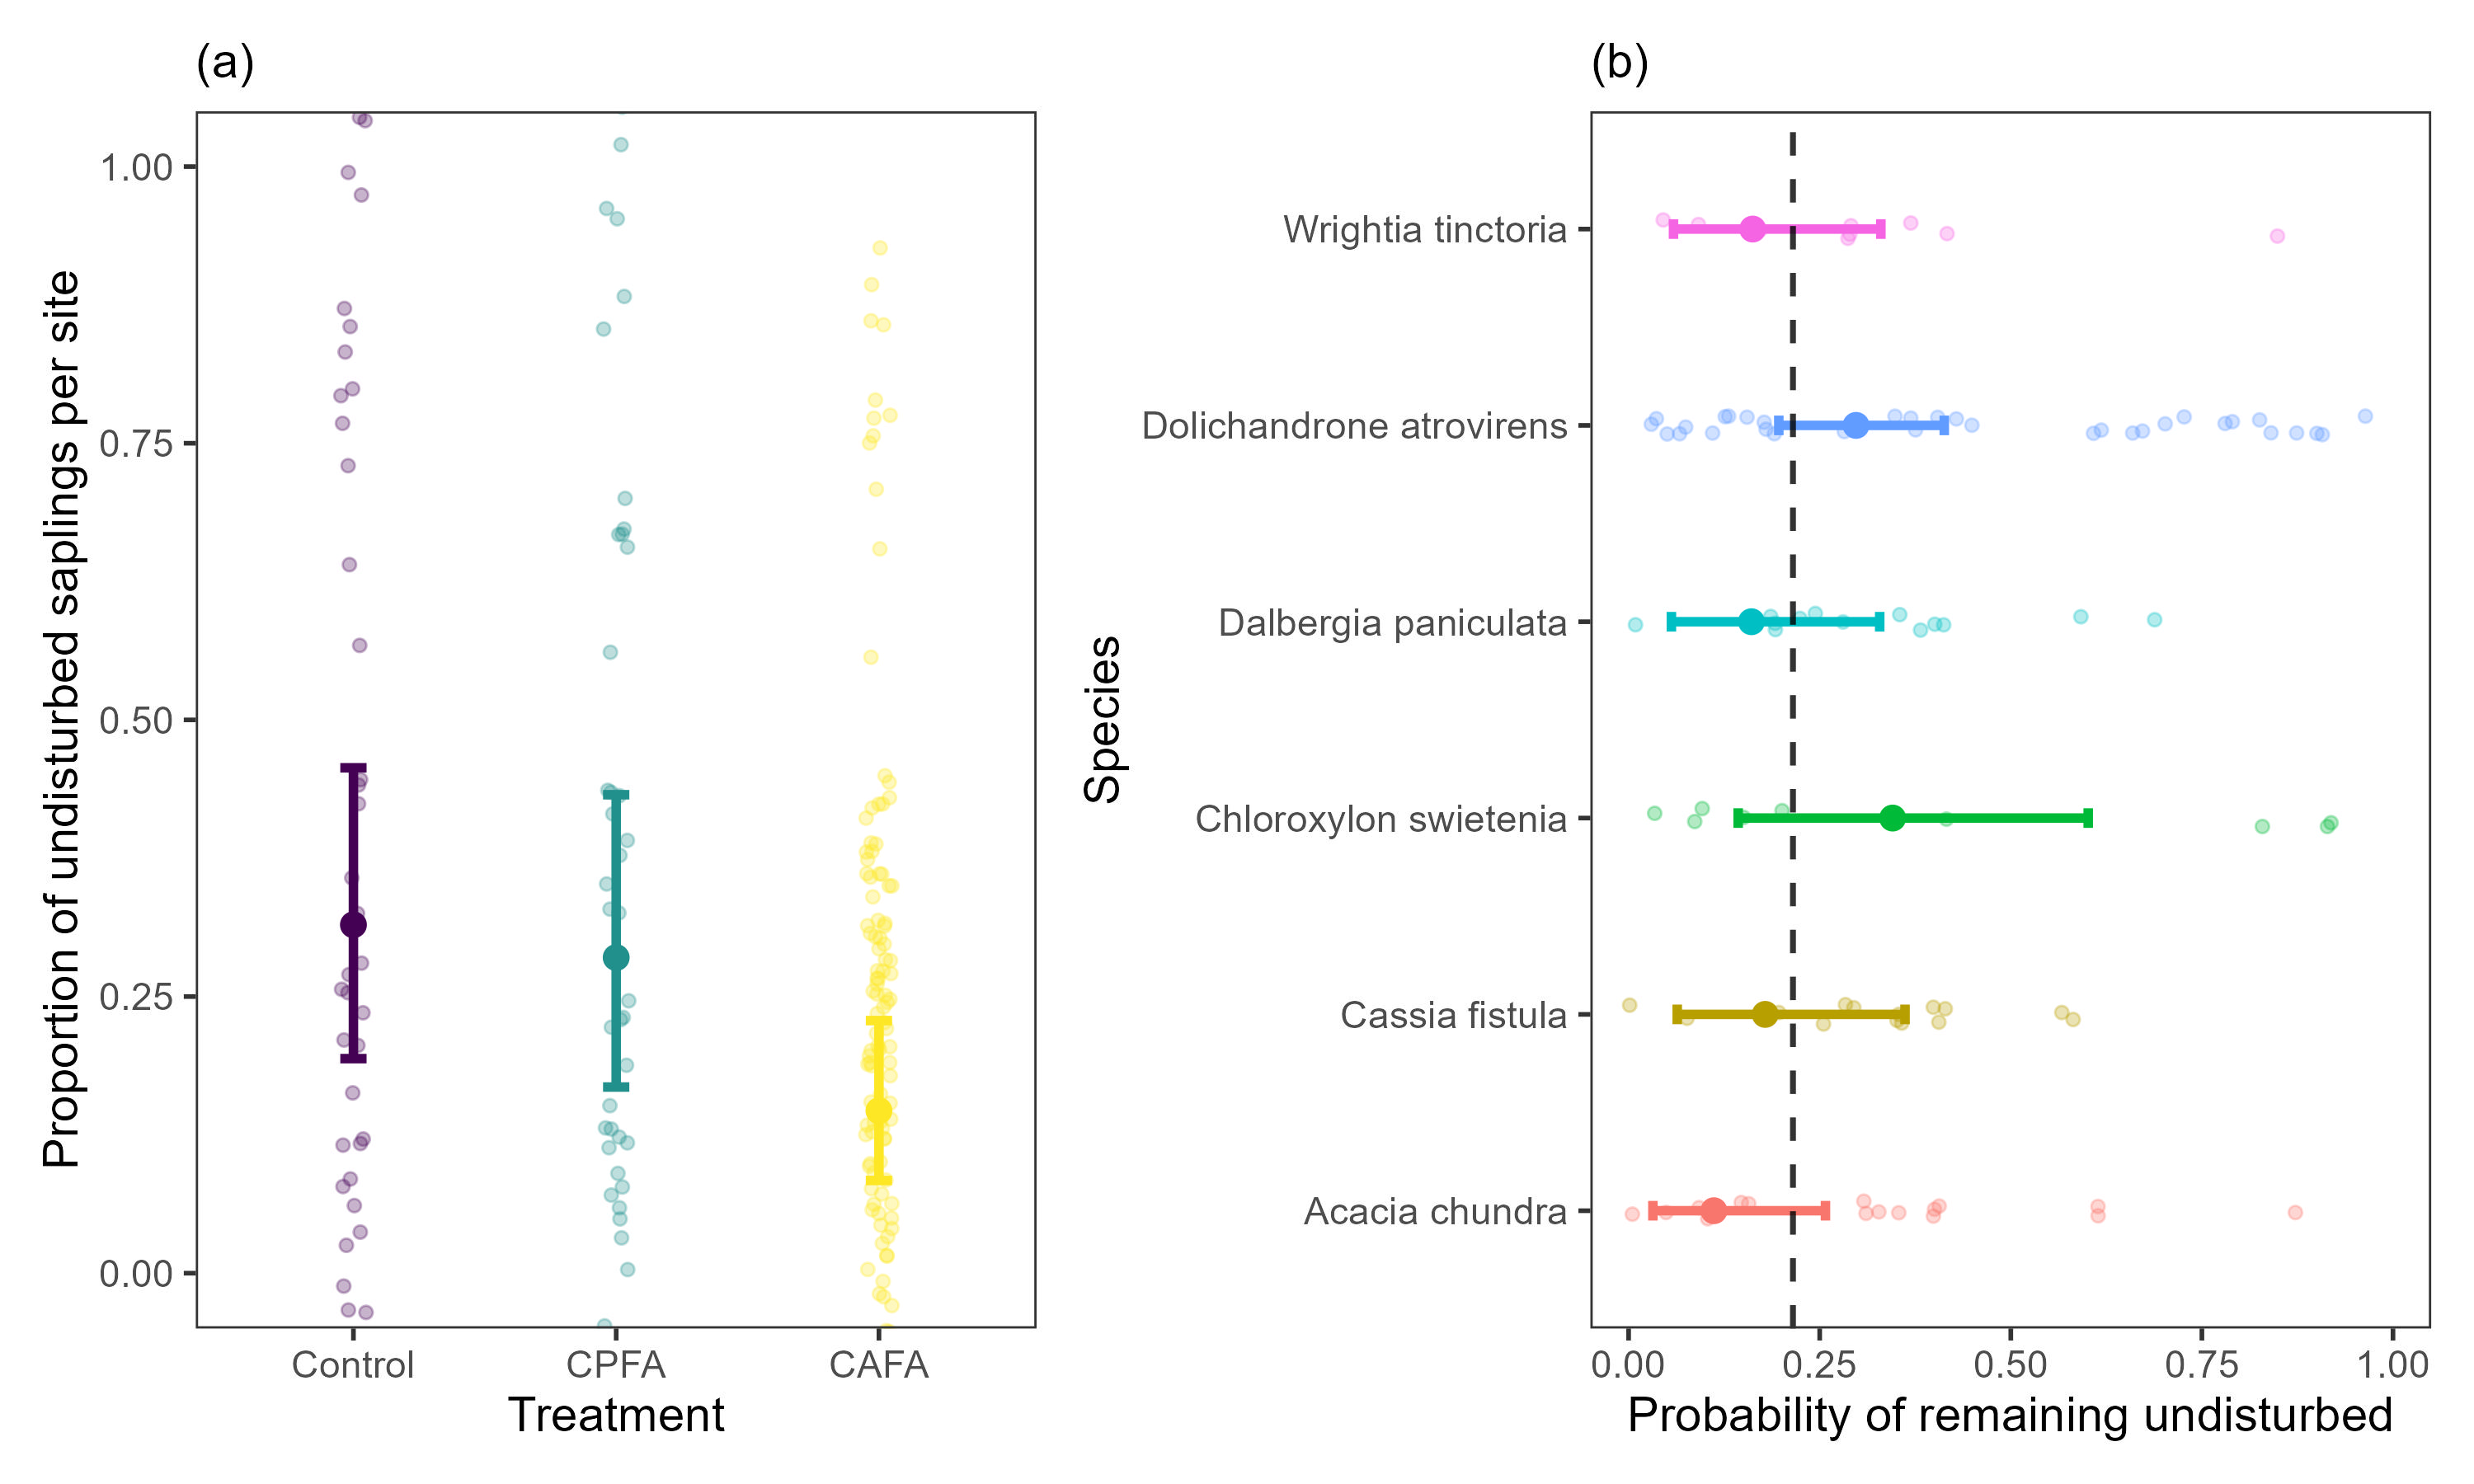 (a)
Proportion of undisturbed saplings per site
1.00
0.75
0.50
0.25
0.00
Control
CPFA
CAFA
Treatment
(b)
Species
Wrightia tinctoria
Dolichandrone atrovirens
Dalbergia paniculata
Chloroxylon swietenia
Cassia fistula
Acacia chundra
0.00
0.25
0.50
0.75
1.00
Probability of remaining undisturbed